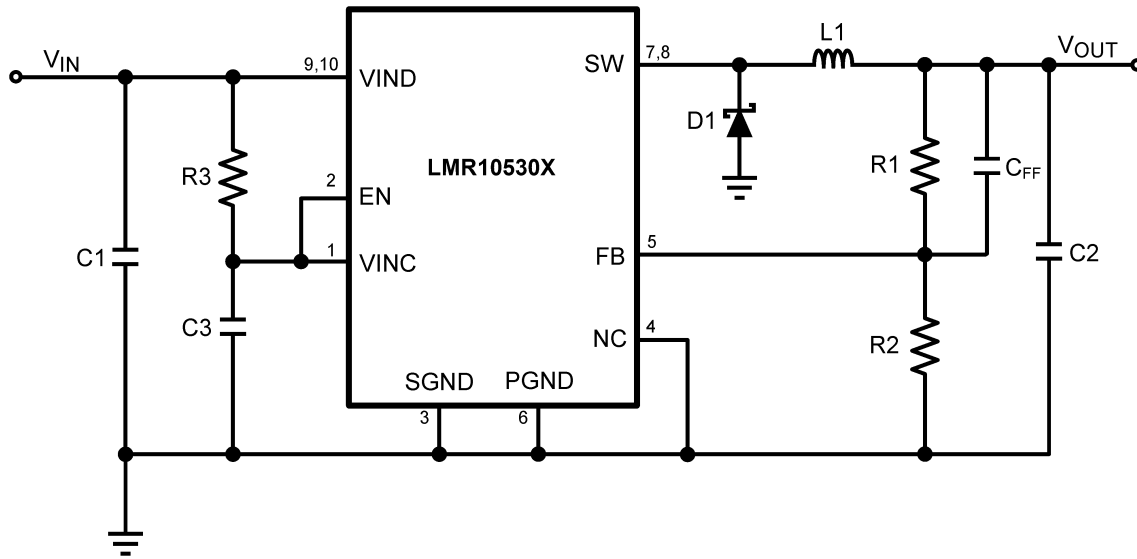 VIN
9,10
VIND
R3
2
EN
1
VINC
C1
C3
LMR10530X
SGND
3
PGND
6
SW
7,8
L1
VOUT
D1
R1
CFF
FB
5
C2
NC
4
R2